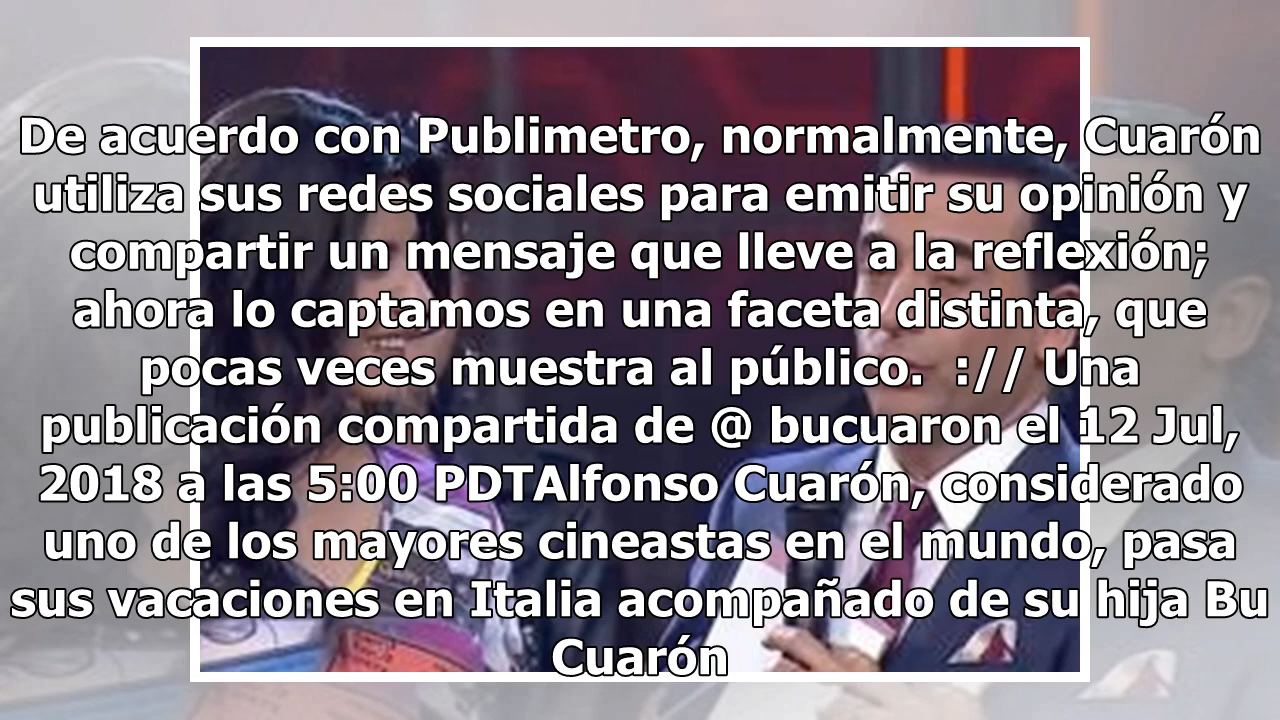 De acuerdo con Publimetro, normalmente, Cuarón
utiliza sus redes sociales para emitir su opinión y
compartir un mensaje que lleve a la reflexión;
ahora lo captamos en una faceta distinta, que
pocas veces muestra al público.  :// Una
publicación compartida de @ bucuaron el 12 Jul,
2018 a las 5:00 PDTAlfonso Cuarón, considerado
uno de los mayores cineastas en el mundo, pasa
sus vacaciones en Italia acompañado de su hija Bu
Cuarón